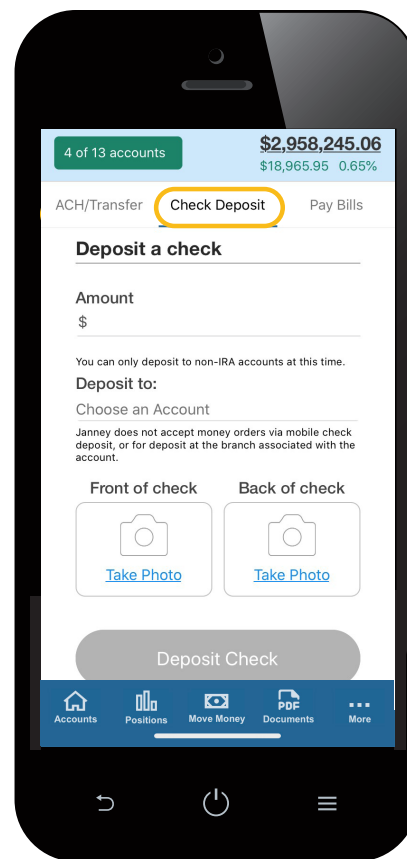 4 of 13 accounts
$2,958,245.06
$18,965.95 0.65%
ACH/Transfer Check Deposit Pay Bills
Deposit a check
Amount
$
You can only deposit to non-IRA accounts at this time.
Deposit to:
Choose an Account
Janney does not accept money orders via mobile check
deposit, or for deposit at the branch associated with the
account.
Front of check Back of check
Take Photo Take Photo
Deposit Check
PDF
Accounts Positions Move Money Documents More